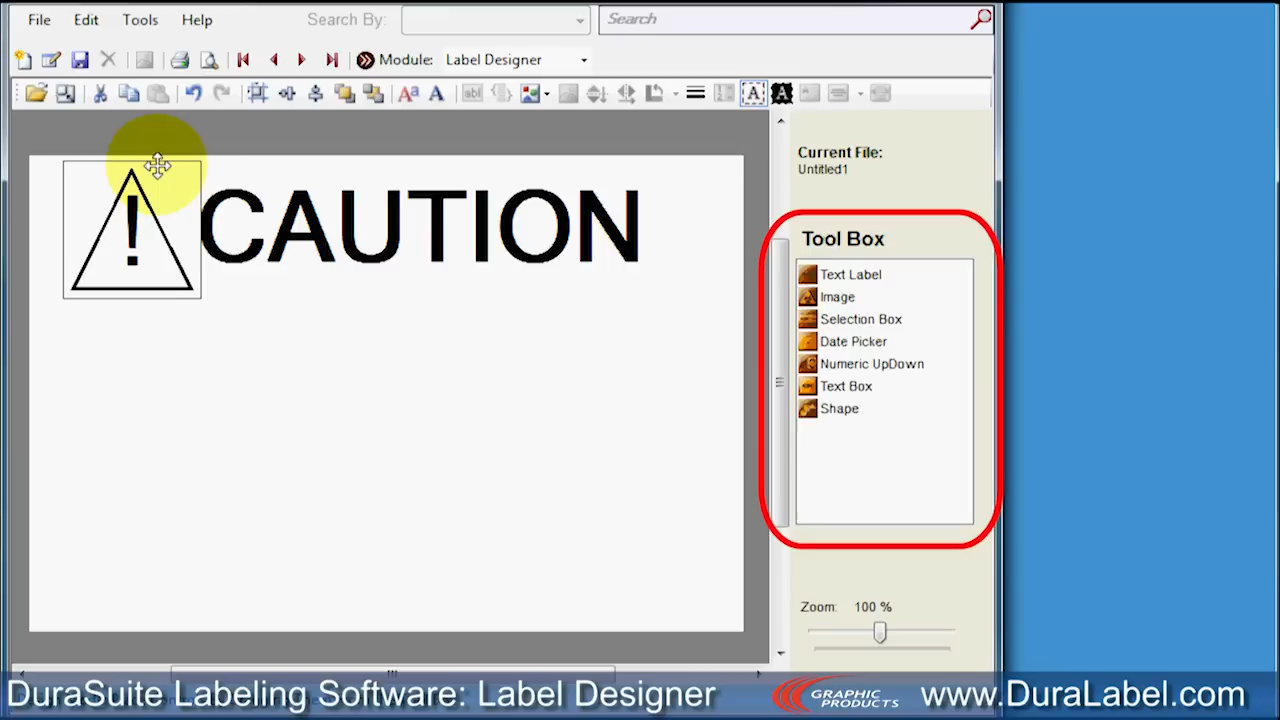 File Edit Tools Help Search By: Search
Module: Label Designer
Current File:
Untitled1
! CAUTION
Tool Box
Text Label
Image
Selection Box
Date Picker
Numeric UpDown
Text Box
Shape
Zoom: 100 %
DuraSuite Labeling Software: Label Designer GRAPHIC PRODUCTS www.DuraLabel.com